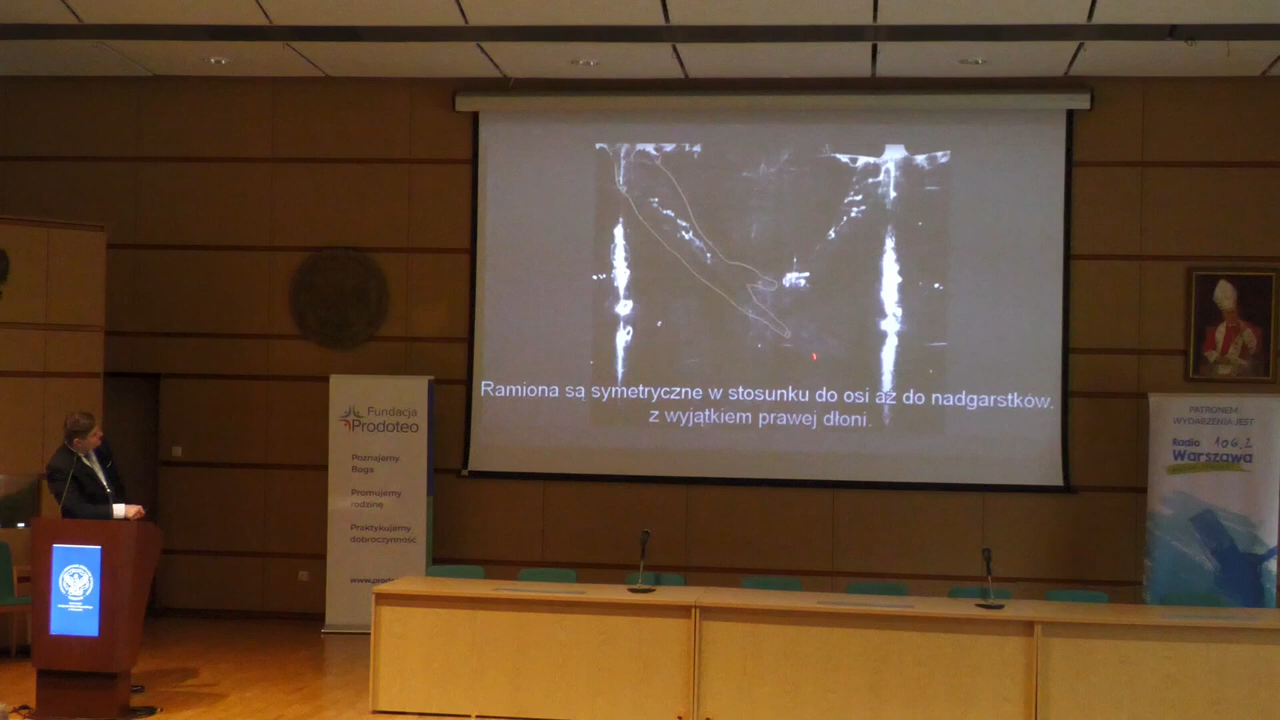 Ramiona są symetryczne w stosunku do osi aż do nadgarstków.
z wyjątkiem prawej dłoni.
Fundacja
Prodoteo
Poznajemy
Boga
Promujemy
rodzinę
Praktykujemy
dobroczynność
PATRONEM
WYDARZENIA JEST
Radio 106,2
Warszawa